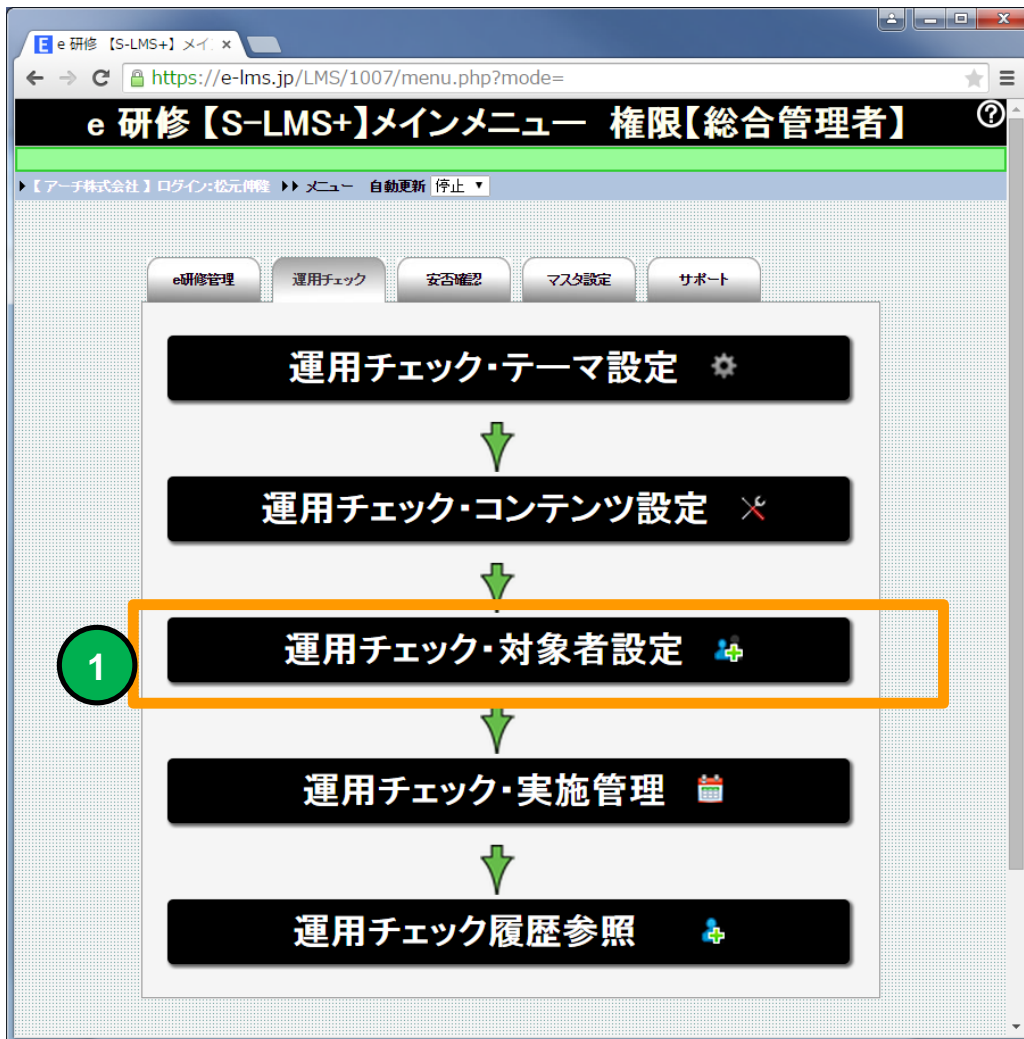 e 研修 【S-LMS+】メイン
https://e-lms.jp/LMS/1007/menu.php?mode=
e 研修【S-LMS+】メインメニュー 権限【総合管理者】
【 アーチ株式会社 】ログイン:松元伸隆 メニュー 自動更新 停止
e研修管理 運用チェック 安否確認 マスタ設定 サポート
運用チェック・テーマ設定
運用チェック・コンテンツ設定
1
運用チェック・対象者設定
運用チェック・実施管理
運用チェック履歴参照